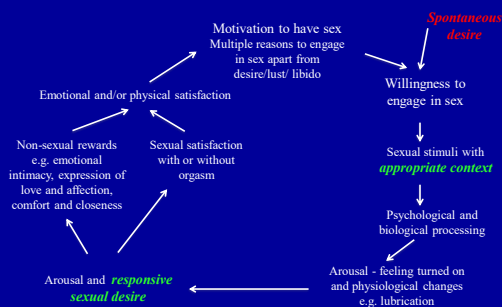 Motivation to have sex
Multiple reasons to engage
in sex apart from
desire/lust/ libido
Spontaneous
desire
Willingness to
engage in sex
Sexual stimuli with
appropriate context
Psychological and
biological processing
Arousal - feeling turned on
and physiological changes
e.g. lubrication
Arousal and responsive
sexual desire
Non-sexual rewards
e.g. emotional
intimacy, expression of
love and affection,
comfort and closeness
Sexual satisfaction
with or without
orgasm
Emotional and/or physical satisfaction